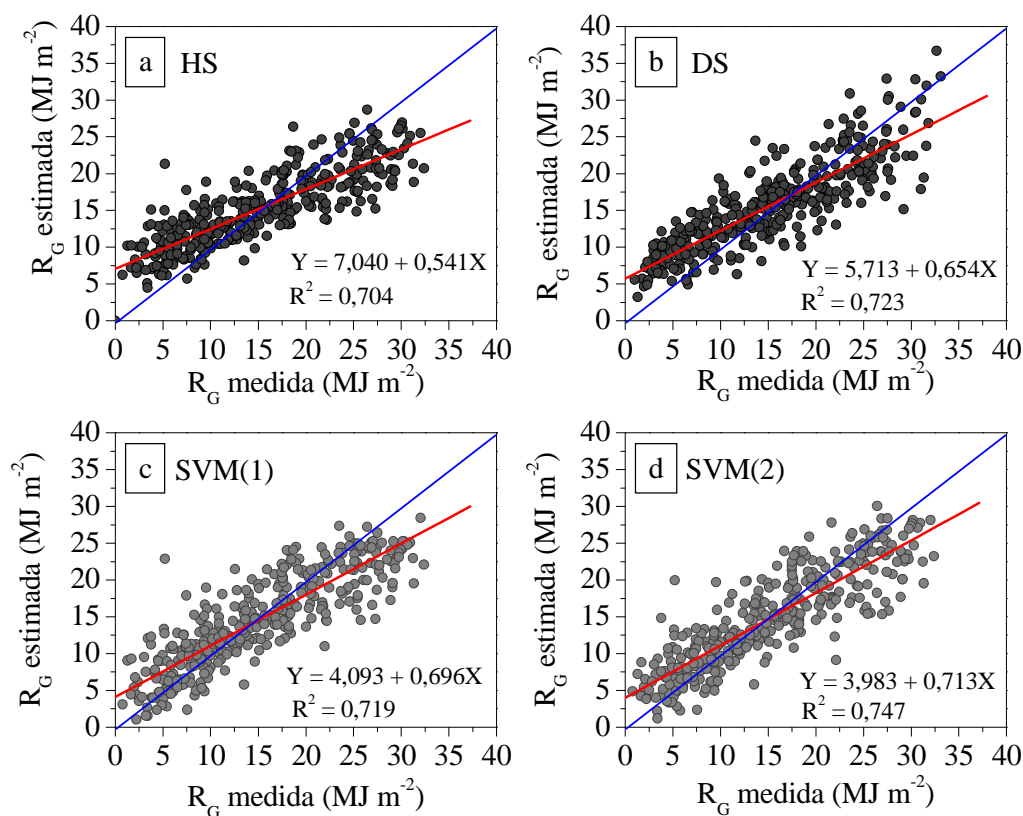 a HS
R_G estimada (MJ m⁻²)
40
35
30
25
20
15
10
5
0
Y = 7,040 + 0,541X
R² = 0,704
0 5 10 15 20 25 30 35 40
R_G medida (MJ m⁻²)
b DS
R_G estimada (MJ m⁻²)
40
35
30
25
20
15
10
5
0
Y = 5,713 + 0,654X
R² = 0,723
0 5 10 15 20 25 30 35 40
R_G medida (MJ m⁻²)
c SVM(1)
R_G estimada (MJ m⁻²)
40
35
30
25
20
15
10
5
0
Y = 4,093 + 0,696X
R² = 0,719
0 5 10 15 20 25 30 35 40
R_G medida (MJ m⁻²)
d SVM(2)
R_G estimada (MJ m⁻²)
40
35
30
25
20
15
10
5
0
Y = 3,983 + 0,713X
R² = 0,747
0 5 10 15 20 25 30 35 40
R_G medida (MJ m⁻²)